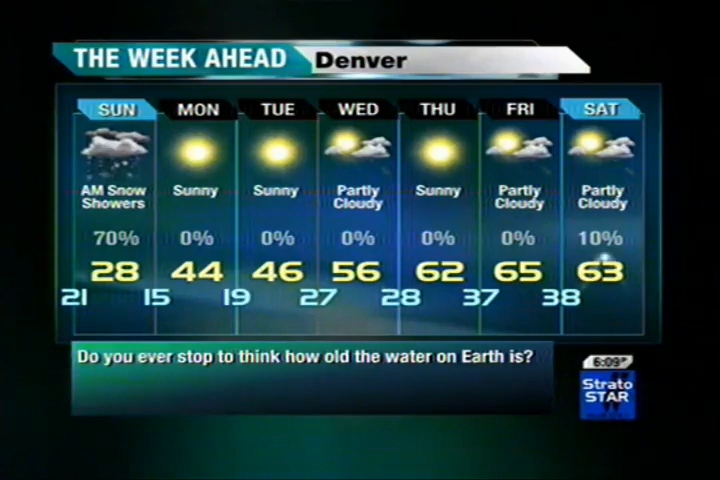 THE WEEK AHEAD Denver
SUN MON TUE WED THU FRI SAT
AM Snow Showers Sunny Sunny Partly Cloudy Sunny Partly Cloudy Partly Cloudy
70% 0% 0% 0% 0% 0% 10%
28 44 46 56 62 65 63
21 15 19 27 28 37 38
Do you ever stop to think how old the water on Earth is?
6:09P
Strato
STAR